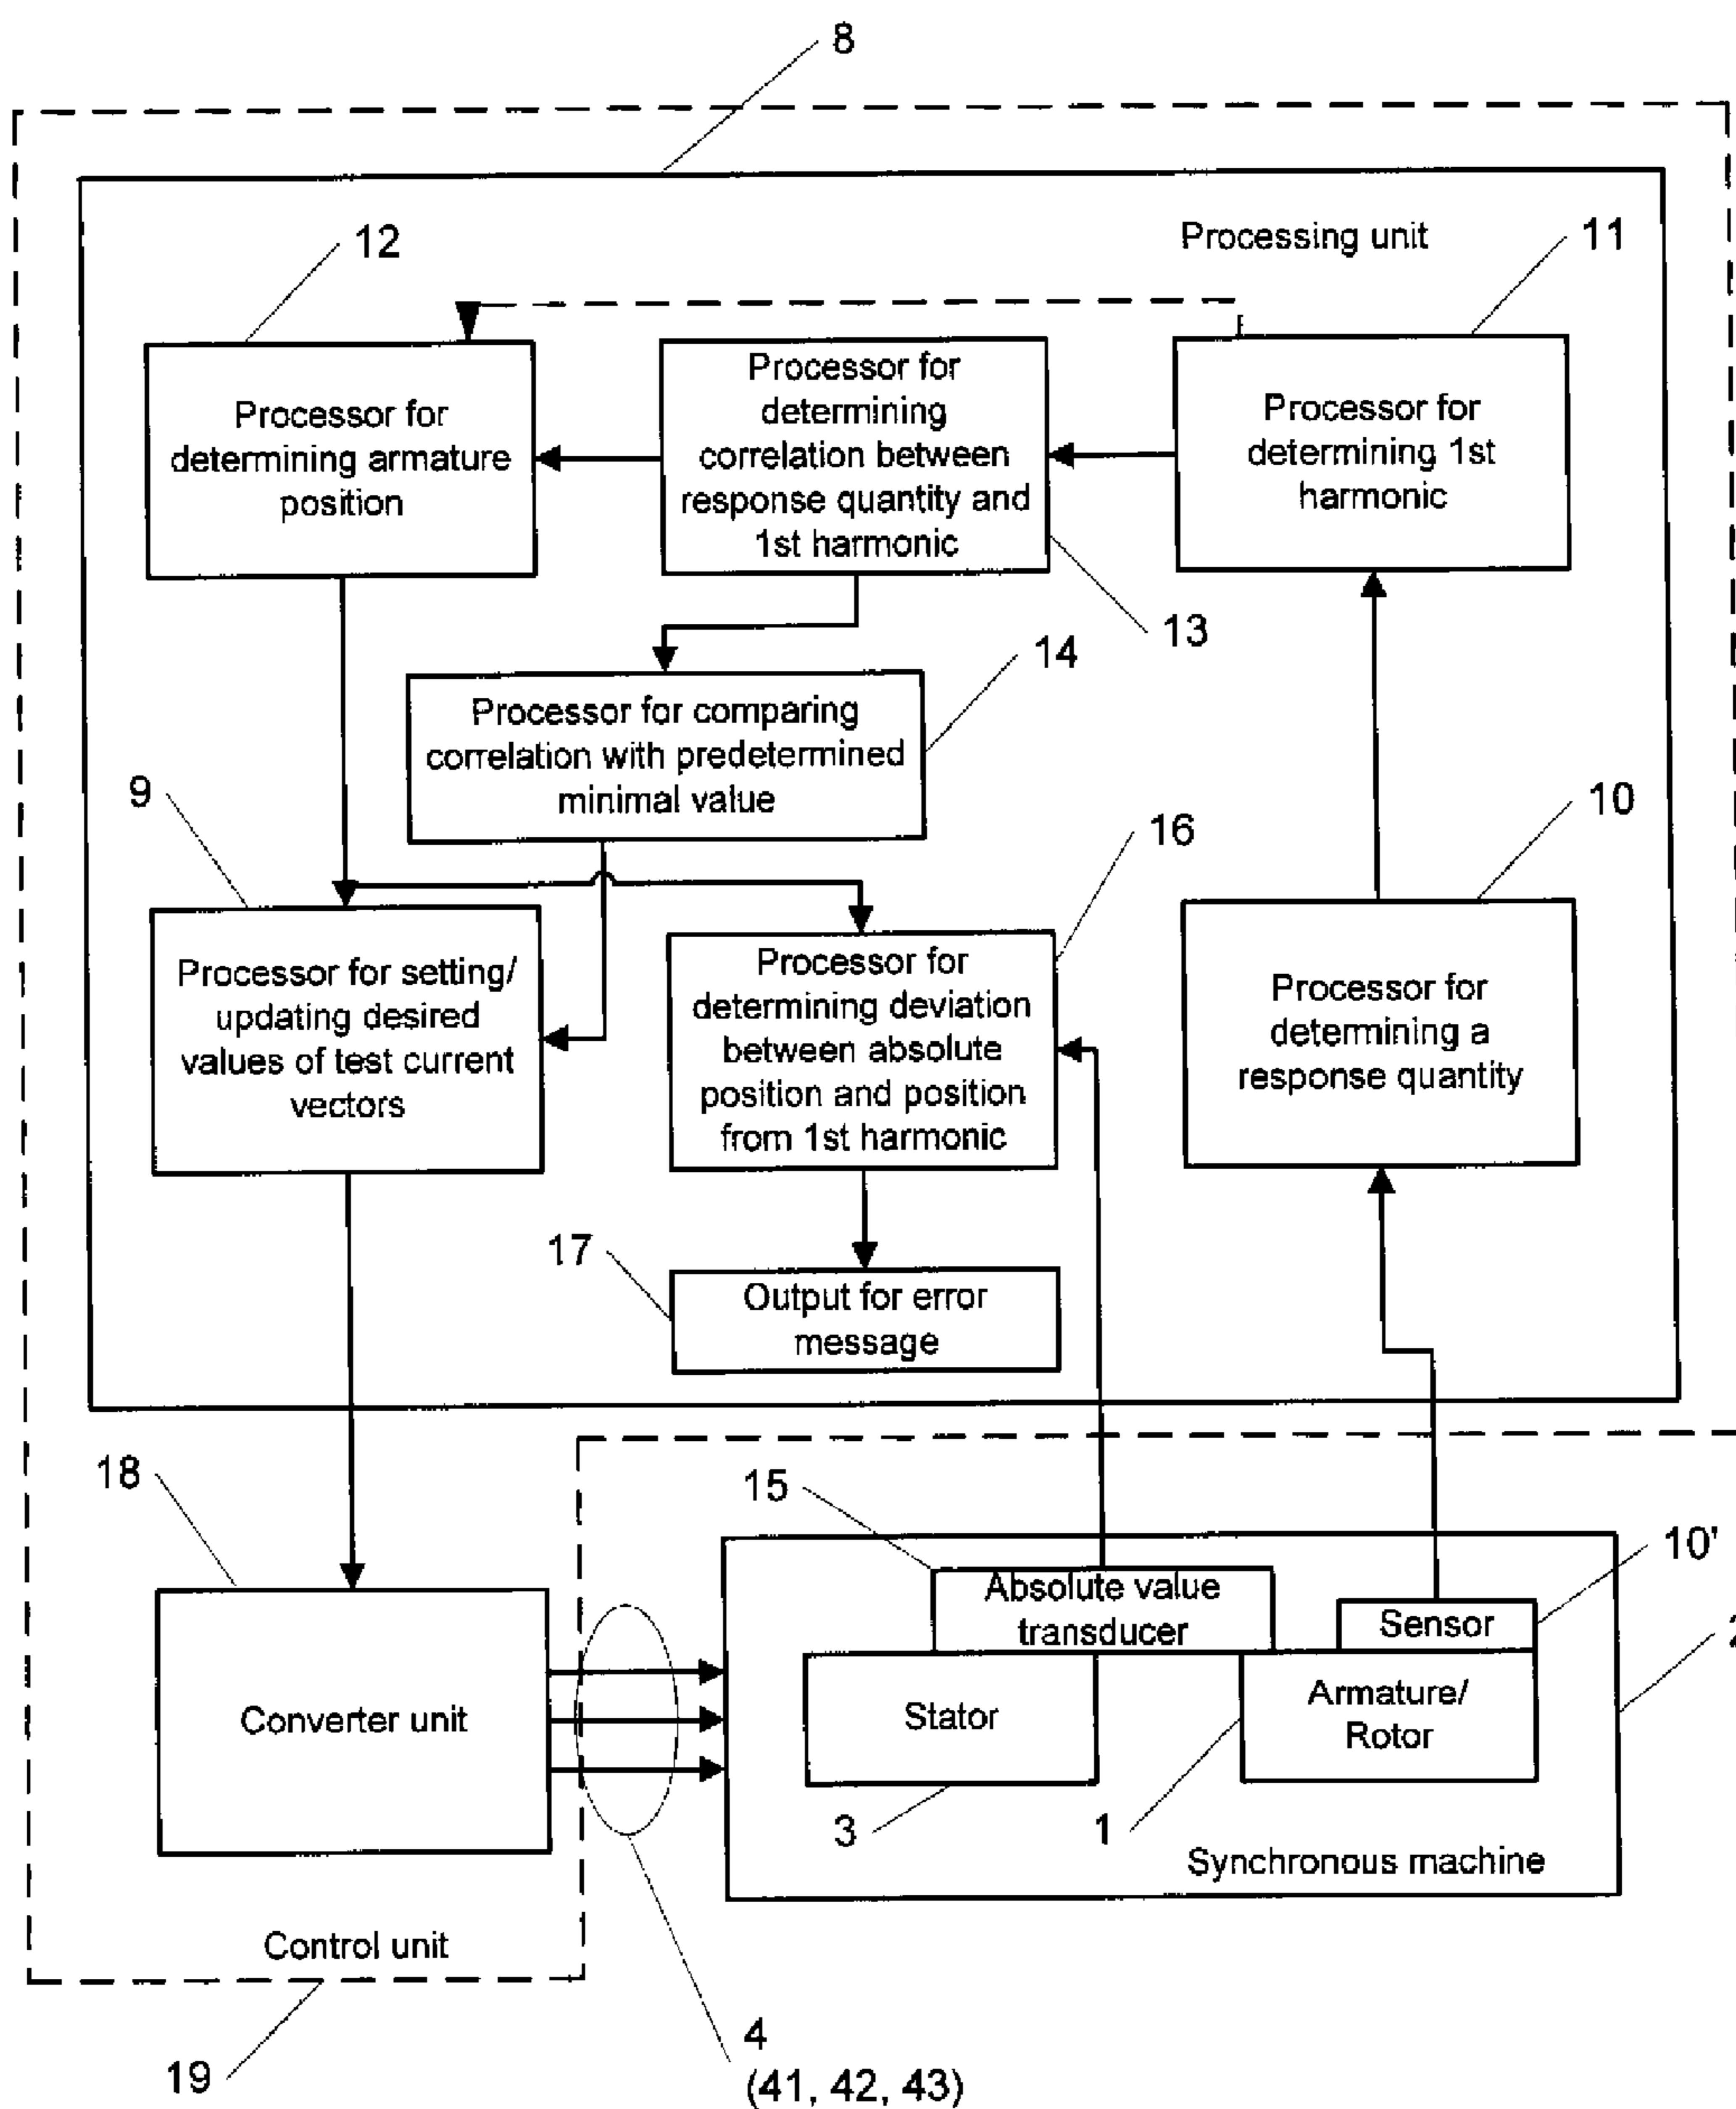 8
Processing unit
12
11
Processor for
determining armature
position
Processor for
determining
correlation between
response quantity and
1st harmonic
Processor for
determining 1st
harmonic
13
14
Processor for comparing
correlation with predetermined
minimal value
9
16
10
Processor for setting/
updating desired
values of test current
vectors
Processor for
determining deviation
between absolute
position and position
from 1st harmonic
Processor for
determining a
response quantity
17
Output for error
message
18
15
10'
Absolute value
transducer
Sensor
2
Converter unit
Stator
Armature/
Rotor
3
1
Synchronous machine
Control unit
19
4
(41, 42, 43)